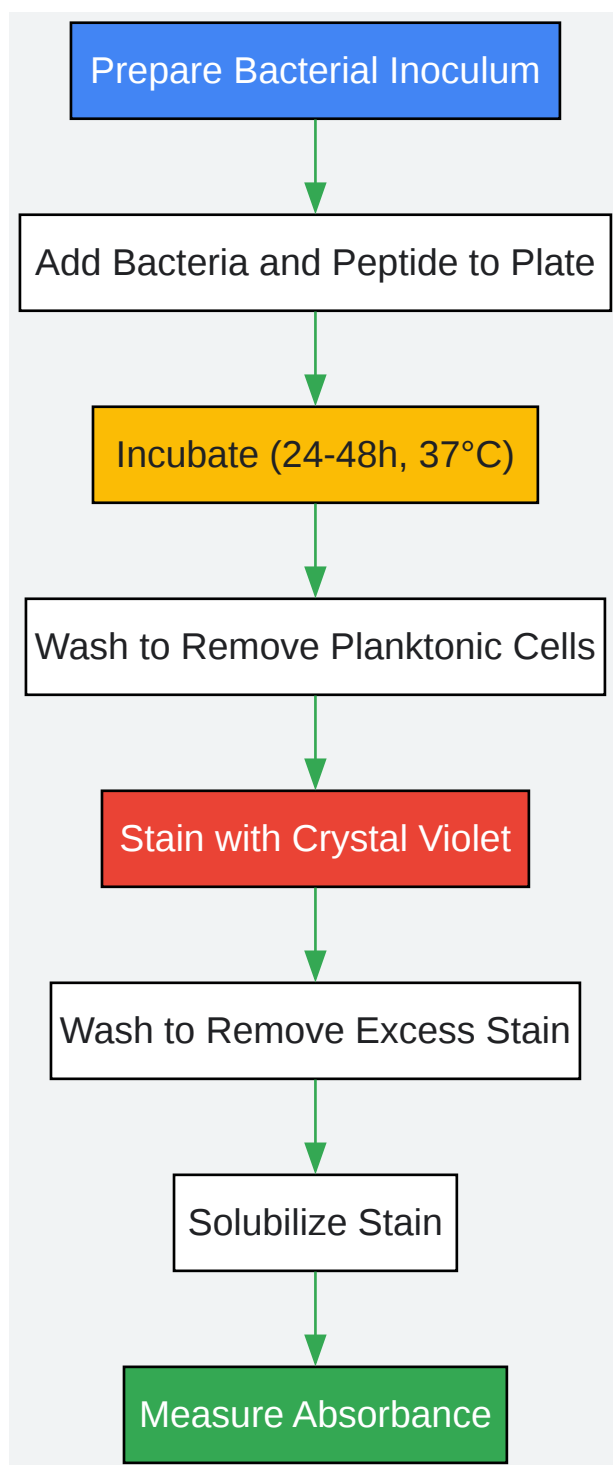 Prepare Bacterial Inoculum
Add Bacteria and Peptide to Plate
Incubate (24-48h, 37°C)
Wash to Remove Planktonic Cells
Stain with Crystal Violet
Wash to Remove Excess Stain
Solubilize Stain
Measure Absorbance